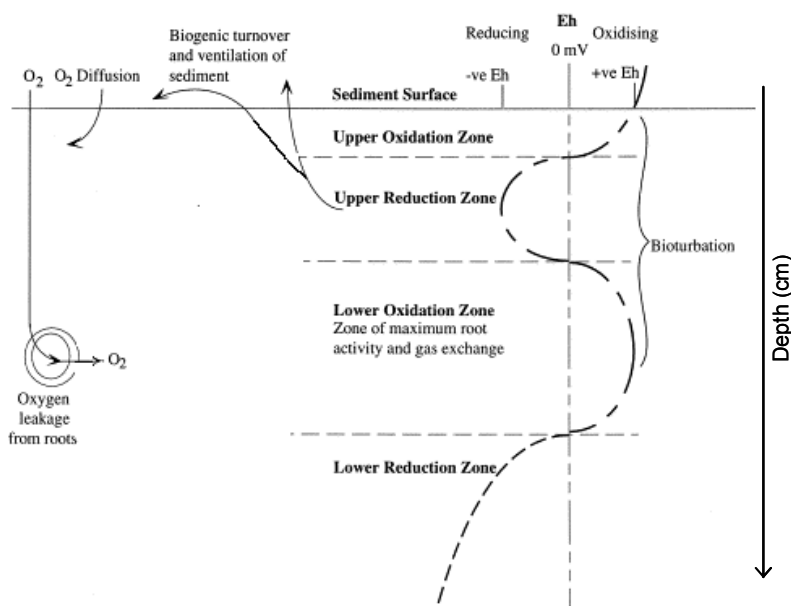 Biogenic turnover
and ventilation of
sediment
O2 O2 Diffusion
Eh
Reducing Oxidising
0 mV
-ve Eh +ve Eh
Sediment Surface
Upper Oxidation Zone
Upper Reduction Zone
Bioturbation
Lower Oxidation Zone
Zone of maximum root
activity and gas exchange
O2
Oxygen
leakage
from roots
Lower Reduction Zone
Depth (cm)